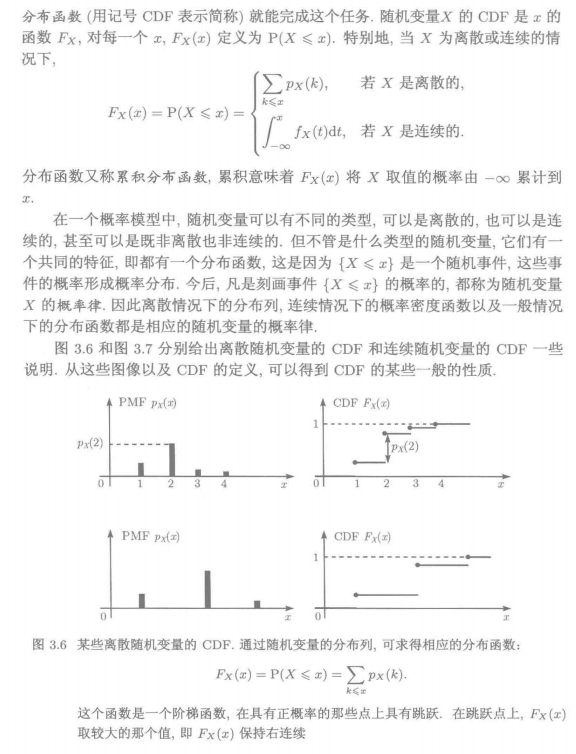 分布函数 (用记号 CDF 表示简称) 就能完成这个任务. 随机变量X 的 CDF 是 x 的
函数 F_X, 对每一个 x, F_X(x) 定义为 P(X ⩽ x). 特别地, 当 X 为离散或连续的情
况下,
F_X(x) = P(X ⩽ x) = { ∑_{k⩽x} p_X(k), 若 X 是离散的,
∫_{-∞}^{x} f_X(t)dt, 若 X 是连续的.
分布函数又称累积分布函数, 累积意味着 F_X(x) 将 X 取值的概率由 −∞ 累计到
x.
在一个概率模型中, 随机变量可以有不同的类型, 可以是离散的, 也可以是连
续的, 甚至可以是既非离散也非连续的. 但不管是什么类型的随机变量, 它们有一
个共同的特征, 即都有一个分布函数, 这是因为 {X ⩽ x} 是一个随机事件, 这些事
件的概率形成概率分布. 今后, 凡是刻画事件 {X ⩽ x} 的概率的, 都称为随机变量
X 的概率律. 因此离散情况下的分布列, 连续情况下的概率密度函数以及一般情况
下的分布函数都是相应的随机变量的概率律.
图 3.6 和图 3.7 分别给出离散随机变量的 CDF 和连续随机变量的 CDF 一些
说明. 从这些图像以及 CDF 的定义, 可以得到 CDF 的某些一般的性质.
PMF p_X(x)
p_X(2)
0 1 2 3 4 x
CDF F_X(x)
1
p_X(2)
0 1 2 3 4 x
PMF p_X(x)
0 x
CDF F_X(x)
1
0 x
图 3.6 某些离散随机变量的 CDF. 通过随机变量的分布列, 可求得相应的分布函数:
F_X(x) = P(X ⩽ x) = ∑_{k⩽x} p_X(k).
这个函数是一个阶梯函数, 在具有正概率的那些点上具有跳跃. 在跳跃点上, F_X(x)
取较大的那个值, 即 F_X(x) 保持右连续